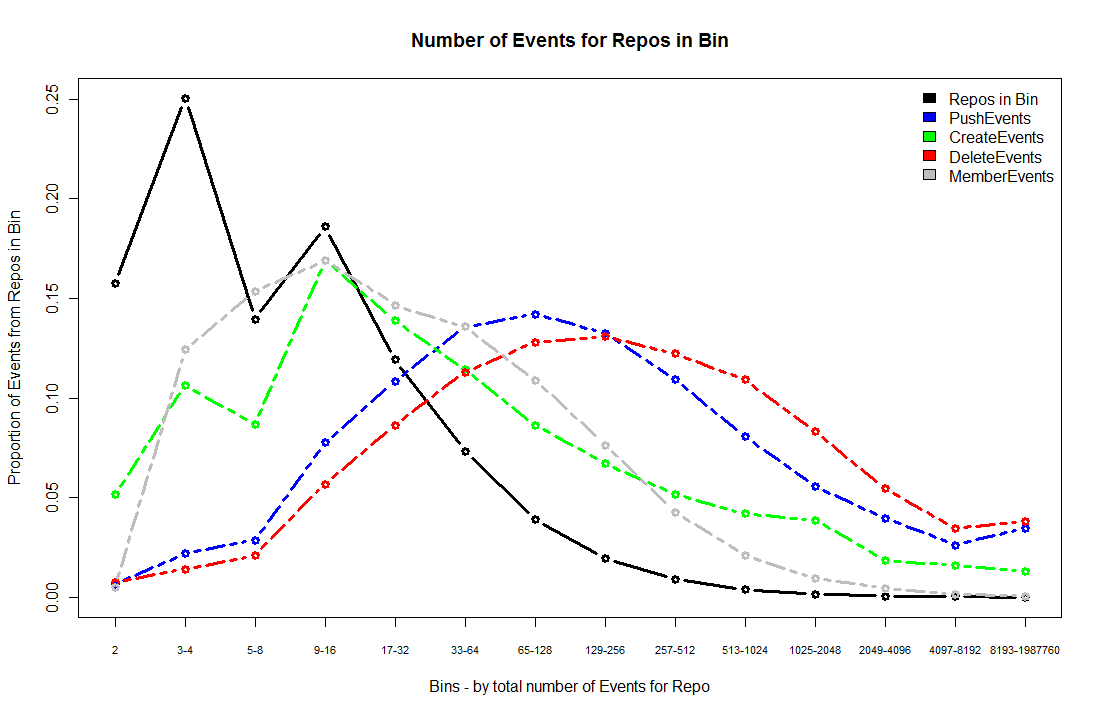 Number of Events for Repos in Bin
Repos in Bin
PushEvents
CreateEvents
DeleteEvents
MemberEvents
Proportion of Events from Repos in Bin
0.25
0.20
0.15
0.10
0.05
0.00
2 3-4 5-8 9-16 17-32 33-64 65-128 129-256 257-512 513-1024 1025-2048 2049-4096 4097-8192 8193-1987760
Bins - by total number of Events for Repo